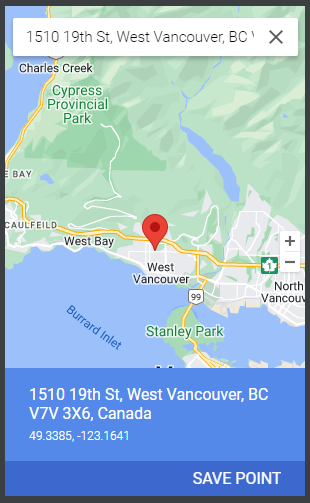 1510 19th St, West Vancouver, BC V
Charles Creek
Cypress
Provincial
Park
E BAY
CAULFEILD
West Bay
West
Vancouver
1
North
Vancouv
99
Burrard Inlet
Stanley Park
1510 19th St, West Vancouver, BC
V7V 3X6, Canada
49.3385, -123.1641
SAVE POINT